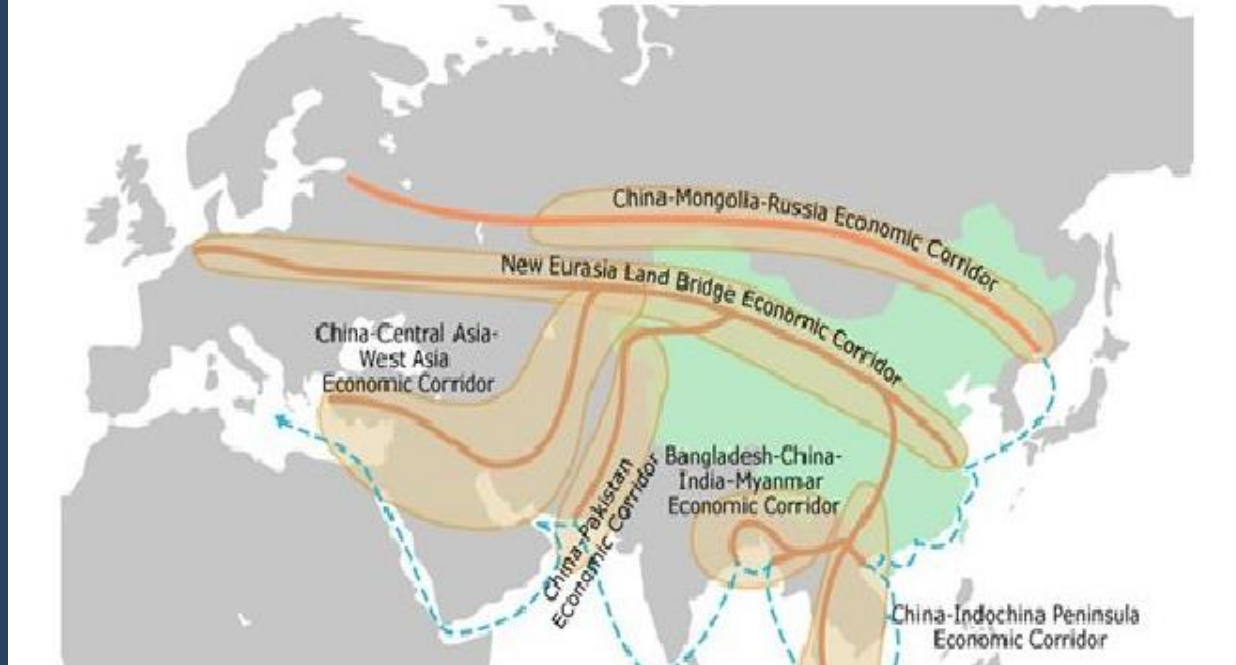 China-Mongolia-Russia Economic Corridor
New Eurasia Land Bridge Economic Corridor
China-Central Asia-
West Asia
Economic Corridor
Bangladesh-China-
India-Myanmar
Economic Corridor
China-Pakistan
Economic Corridor
China-Indochina Peninsula
Economic Corridor